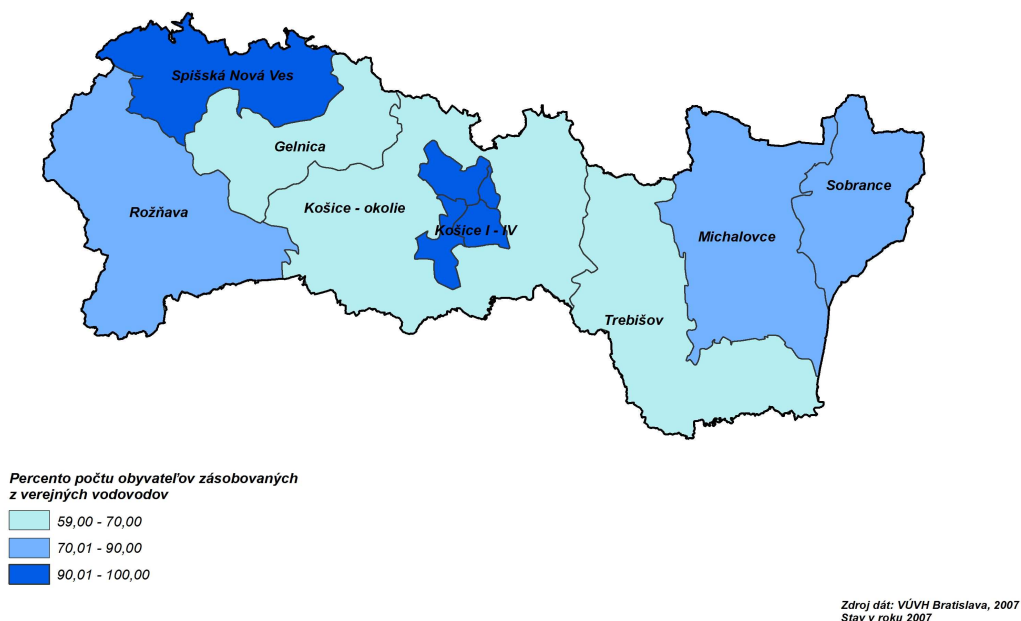 Spišská Nová Ves
Gelnica
Rožňava
Košice - okolie
Košice I - IV
Sobrance
Michalovce
Trebišov
Percento počtu obyvateľov zásobovaných
z verejných vodovodov
59,00 - 70,00
70,01 - 90,00
90,01 - 100,00
Zdroj dát: VÚVH Bratislava, 2007
Stav v roku 2007